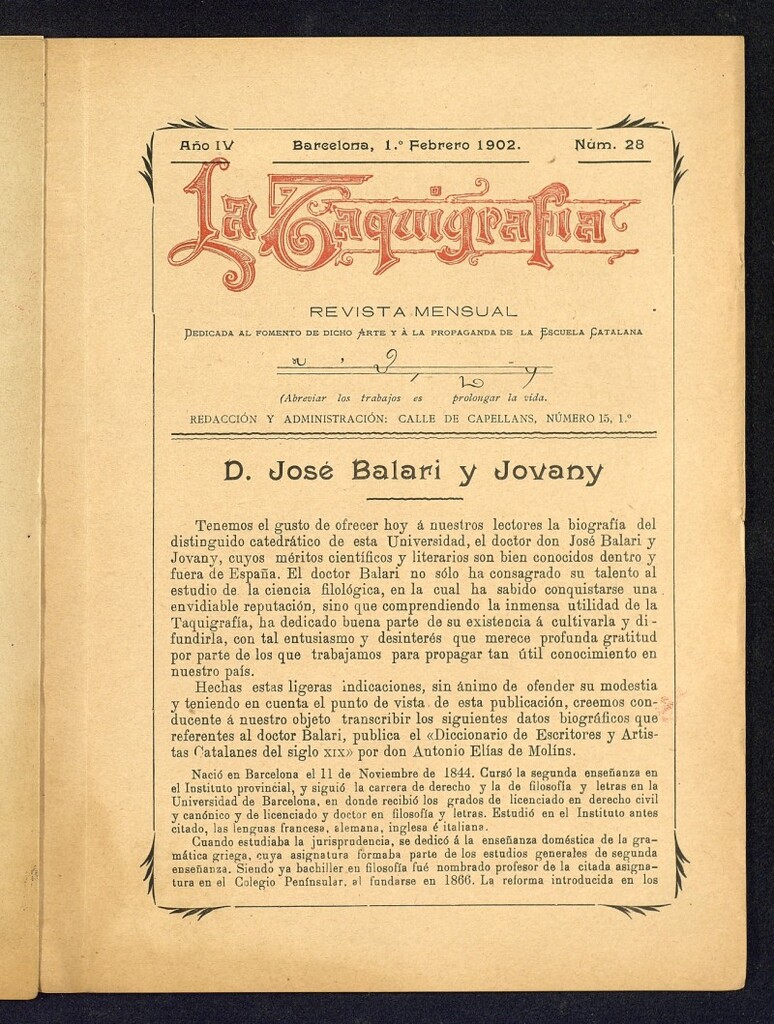 Año IV
Barcelona, 1.º Febrero 1902.
Núm. 28
La Taquigrafía
REVISTA MENSUAL
DEDICADA AL FOMENTO DE DICHO ARTE Y À LA PROPAGANDA DE LA ESCUELA CATALANA
(Abreviar los trabajos es prolongar la vida.
REDACCIÓN Y ADMINISTRACIÓN: CALLE DE CAPELLANS, NÚMERO 15, 1.º
D. José Balari y Jovany
Tenemos el gusto de ofrecer hoy á nuestros lectores la biografía del
distinguido catedrático de esta Universidad, el doctor don José Balari y
Jovany, cuyos méritos científicos y literarios son bien conocidos dentro y
fuera de España. El doctor Balari no sólo ha consagrado su talento al
estudio de la ciencia filológica, en la cual ha sabido conquistarse una
envidiable reputación, sino que comprendiendo la inmensa utilidad de la
Taquigrafía, ha dedicado buena parte de su existencia á cultivarla y di-
fundirla, con tal entusiasmo y desinterés que merece profunda gratitud
por parte de los que trabajamos para propagar tan útil conocimiento en
nuestro país.
Hechas estas ligeras indicaciones, sin ánimo de ofender su modestia
y teniendo en cuenta el punto de vista de esta publicación, creemos con-
ducente á nuestro objeto transcribir los siguientes datos biográficos que
referentes al doctor Balari, publica el «Diccionario de Escritores y Artis-
tas Catalanes del siglo XIX» por don Antonio Elías de Molíns.
Nació en Barcelona el 11 de Noviembre de 1844. Cursó la segunda enseñanza en
el Instituto provincial, y siguió la carrera de derecho y la de filosofía y letras en la
Universidad de Barcelona, en donde recibió los grados de licenciado en derecho civil
y canónico y de licenciado y doctor en filosofía y letras. Estudió en el Instituto antes
citado, las lenguas francesa, alemana, inglesa é italiana.
Cuando estudiaba la jurisprudencia, se dedicó á la enseñanza doméstica de la gra-
mática griega, cuya asignatura formaba parte de los estudios generales de segunda
enseñanza. Siendo ya bachiller en filosofía fué nombrado profesor de la citada asigna-
tura en el Colegio Penínsular, al fundarse en 1866. La reforma introducida en los